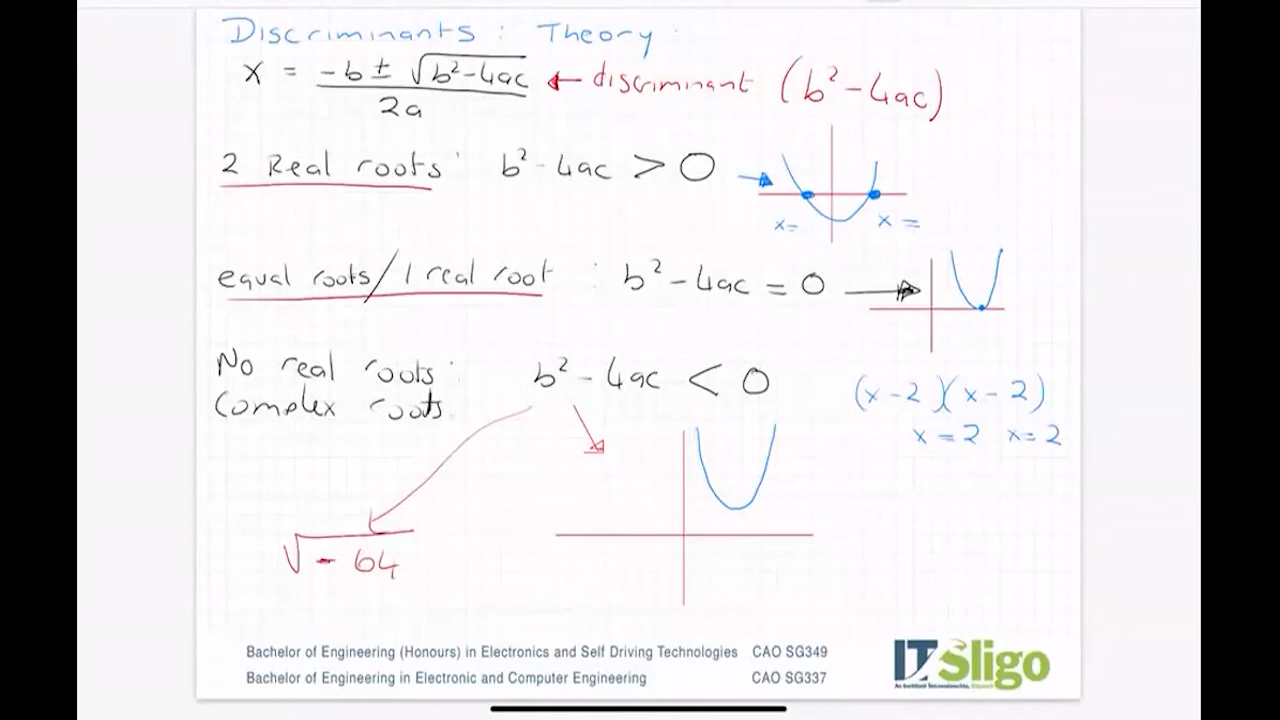 Discriminants : Theory
x = -b ± √b² - 4ac / 2a ← discriminant (b² - 4ac)
2 Real roots : b² - 4ac > 0
x= x =
equal roots/1 real root : b² - 4ac = 0
No real roots : b² - 4ac < 0
Complex roots
(x - 2)(x - 2)
x = 2 x = 2
√-64
Bachelor of Engineering (Honours) in Electronics and Self Driving Technologies CAO SG349
Bachelor of Engineering in Electronic and Computer Engineering CAO SG337
IT Sligo